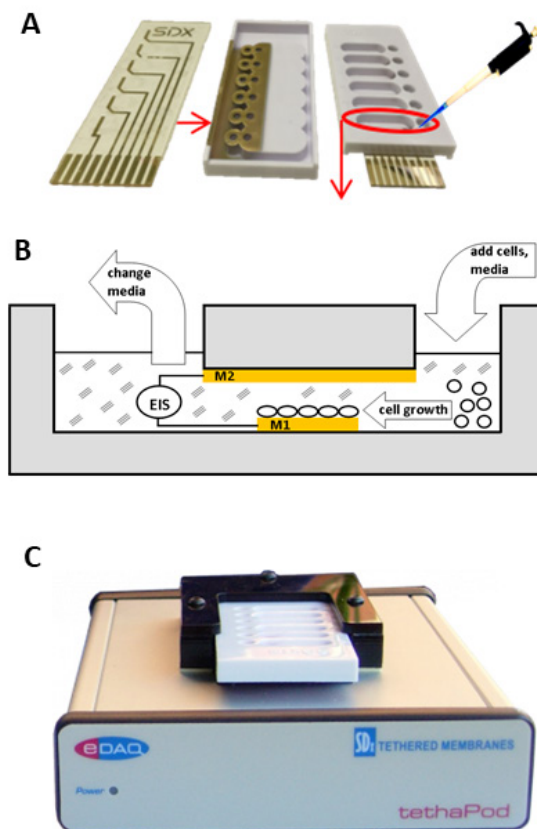 A
SDX
B
change
media
add cells,
media
M2
EIS
cell growth
M1
C
eDAQ
SDx TETHERED MEMBRANES
Power
tethaPod